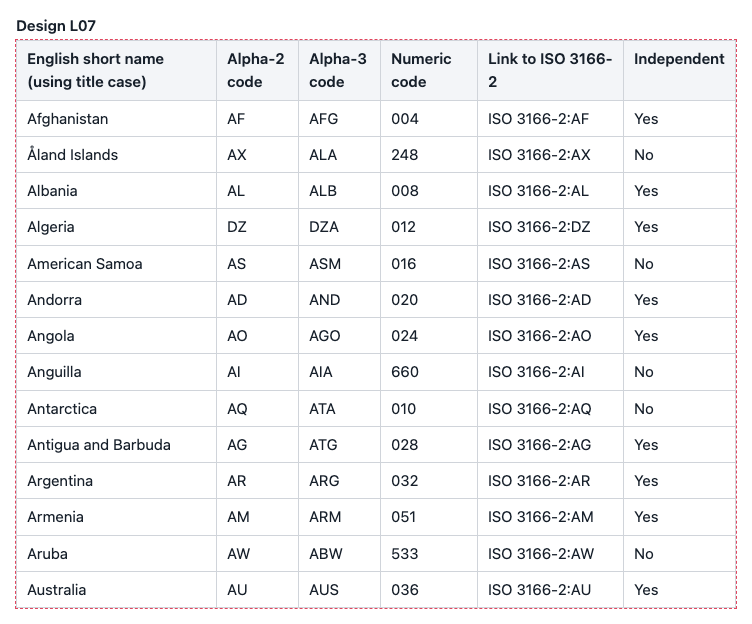 Design L07
English short name (using title case) Alpha-2 code Alpha-3 code Numeric code Link to ISO 3166-2 Independent
Afghanistan AF AFG 004 ISO 3166-2:AF Yes
Åland Islands AX ALA 248 ISO 3166-2:AX No
Albania AL ALB 008 ISO 3166-2:AL Yes
Algeria DZ DZA 012 ISO 3166-2:DZ Yes
American Samoa AS ASM 016 ISO 3166-2:AS No
Andorra AD AND 020 ISO 3166-2:AD Yes
Angola AO AGO 024 ISO 3166-2:AO Yes
Anguilla AI AIA 660 ISO 3166-2:AI No
Antarctica AQ ATA 010 ISO 3166-2:AQ No
Antigua and Barbuda AG ATG 028 ISO 3166-2:AG Yes
Argentina AR ARG 032 ISO 3166-2:AR Yes
Armenia AM ARM 051 ISO 3166-2:AM Yes
Aruba AW ABW 533 ISO 3166-2:AW No
Australia AU AUS 036 ISO 3166-2:AU Yes